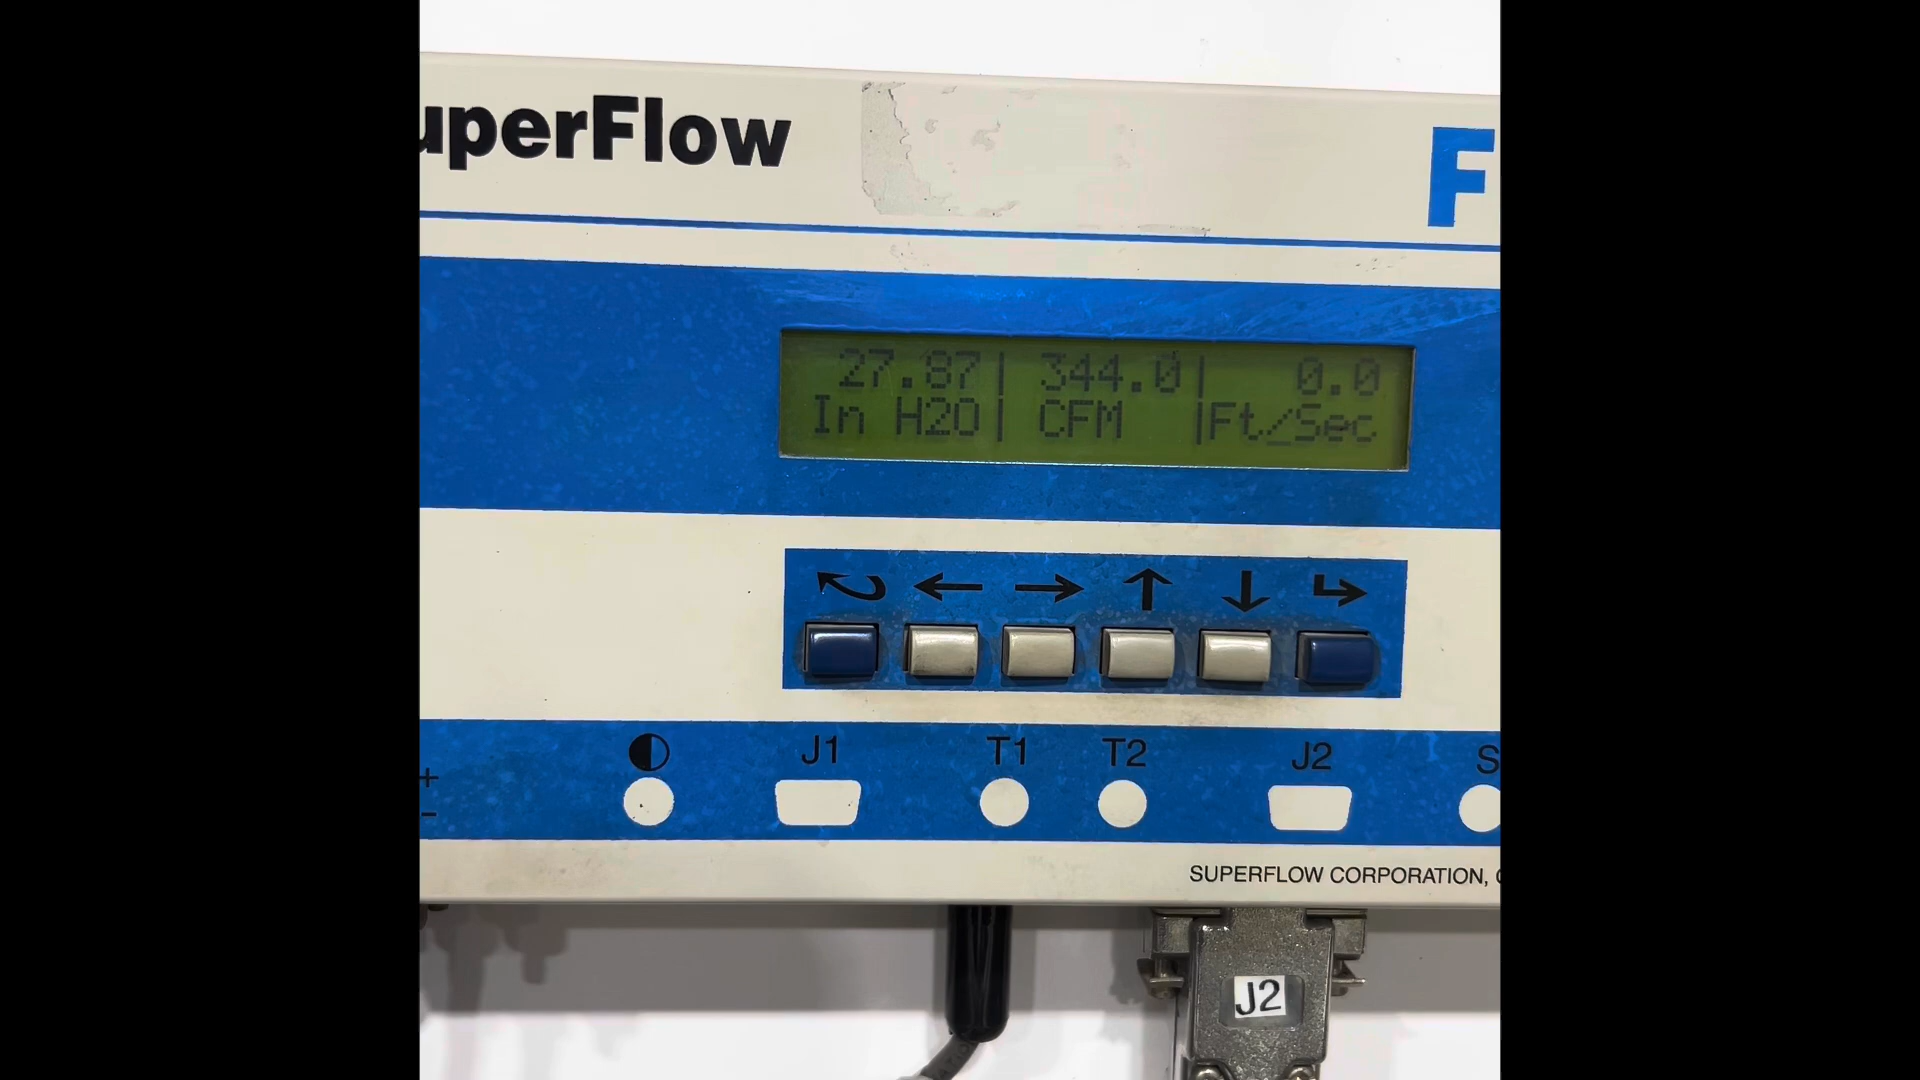 uperFlow
F
27.87| 344.0| 0.0
In H2O| CFM |Ft/Sec
J1 T1 T2 J2 S
+
-
SUPERFLOW CORPORATION,
J2